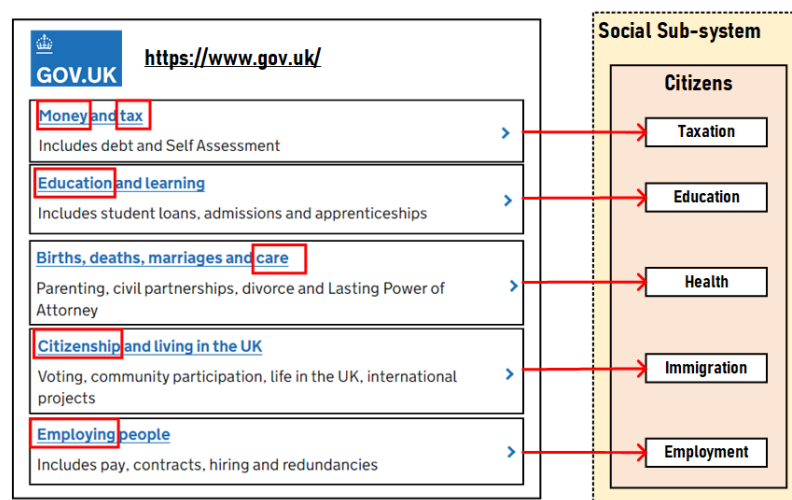 GOV.UK
https://www.gov.uk/
Money and tax
Includes debt and Self Assessment
Education and learning
Includes student loans, admissions and apprenticeships
Births, deaths, marriages and care
Parenting, civil partnerships, divorce and Lasting Power of
Attorney
Citizenship and living in the UK
Voting, community participation, life in the UK, international
projects
Employing people
Includes pay, contracts, hiring and redundancies
Social Sub-system
Citizens
Taxation
Education
Health
Immigration
Employment